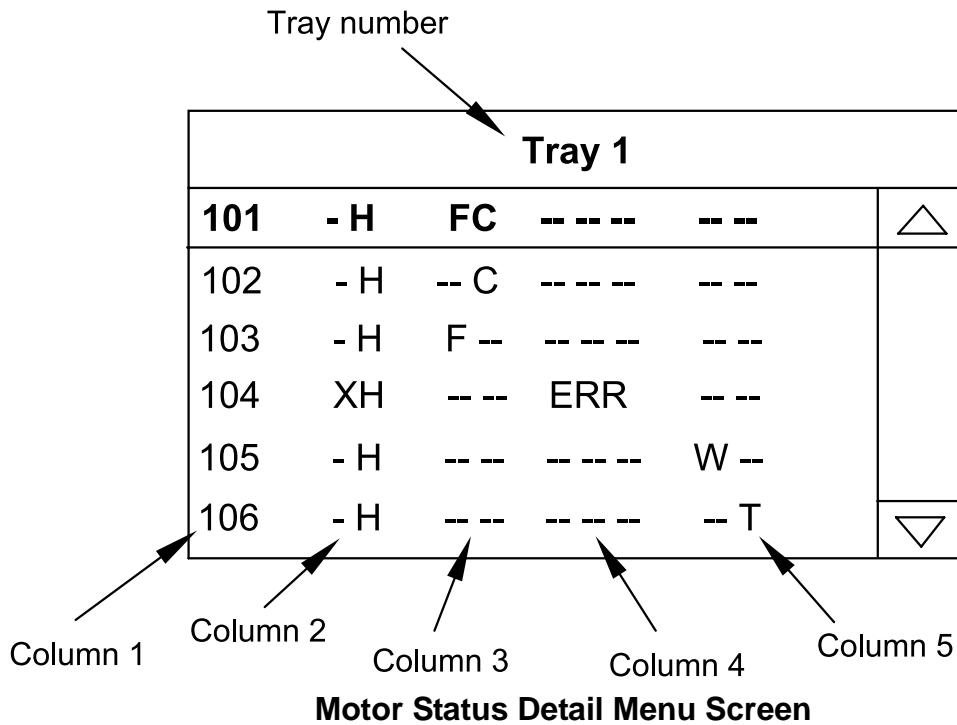 Tray number
Tray 1
101 - H FC -- -- -- -- --
102 - H -- C -- -- -- -- --
103 - H F -- -- -- -- -- --
104 XH -- -- ERR -- --
105 - H -- -- -- -- -- W --
106 - H -- -- -- -- -- -- T
Column 1 Column 2 Column 3 Column 4 Column 5
Motor Status Detail Menu Screen